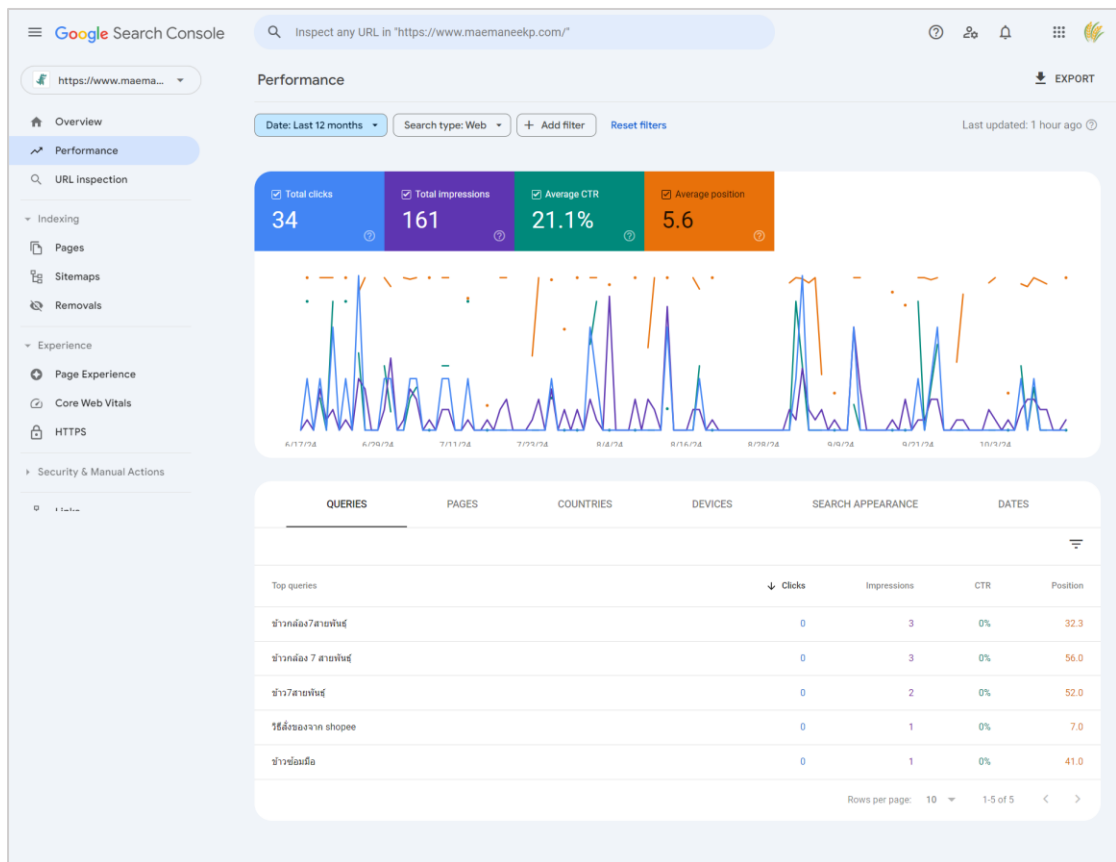 Google Search Console
Inspect any URL in "https://www.maemaneekp.com/"
https://www.maema...
Performance
EXPORT
Overview
Performance
URL inspection
Indexing
Pages
Sitemaps
Removals
Experience
Page Experience
Core Web Vitals
HTTPS
Security & Manual Actions
Links
Date: Last 12 months
Search type: Web
+ Add filter
Reset filters
Last updated: 1 hour ago
Total clicks
34
Total impressions
161
Average CTR
21.1%
Average position
5.6
6/17/24 6/29/24 7/11/24 7/23/24 8/4/24 8/16/24 8/28/24 9/9/24 9/21/24 10/3/24
QUERIES PAGES COUNTRIES DEVICES SEARCH APPEARANCE DATES
Top queries Clicks Impressions CTR Position
ข้าวกล้อง7สายพันธุ์ 0 3 0% 32.3
ข้าวกล้อง 7 สายพันธุ์ 0 3 0% 56.0
ข้าว7สายพันธุ์ 0 2 0% 52.0
วิธีสั่งของจาก shopee 0 1 0% 7.0
ข้าวซ้อมมือ 0 1 0% 41.0
Rows per page: 10 1-5 of 5